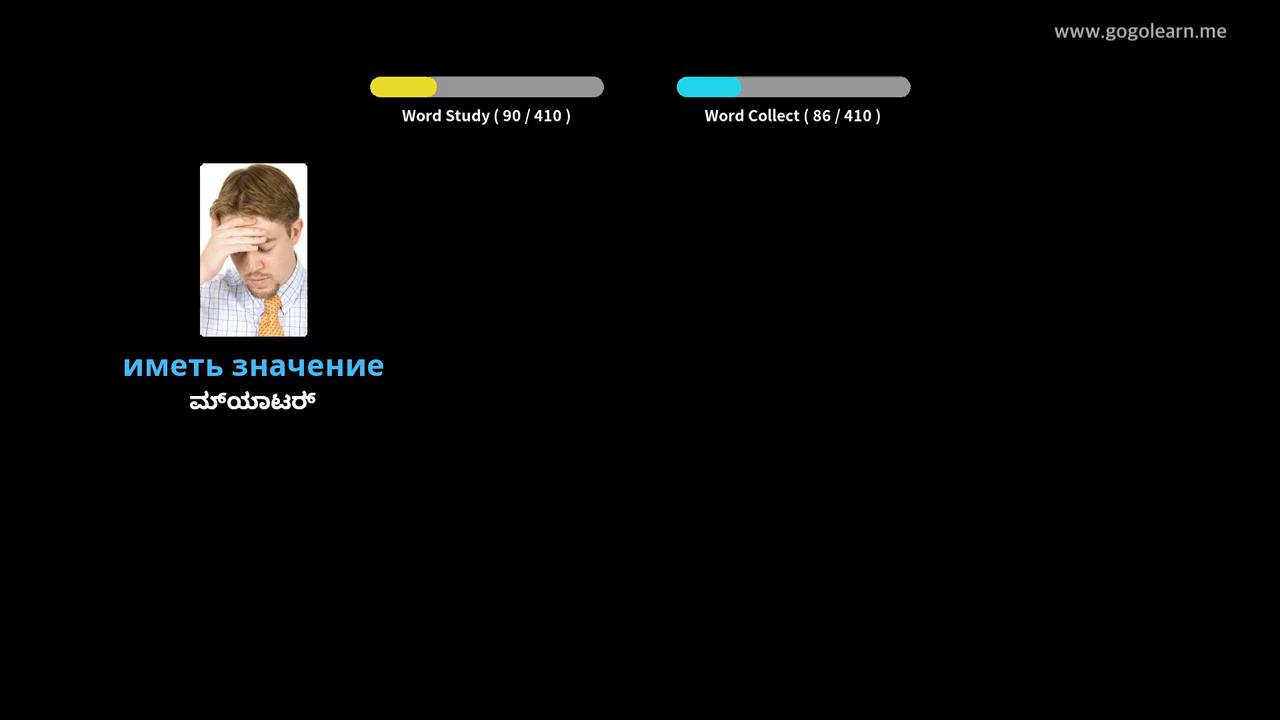 www.gogolearn.me
Word Study ( 90 / 410 )
Word Collect ( 86 / 410 )
иметь значение
ಮ್ಯಾಟರ್